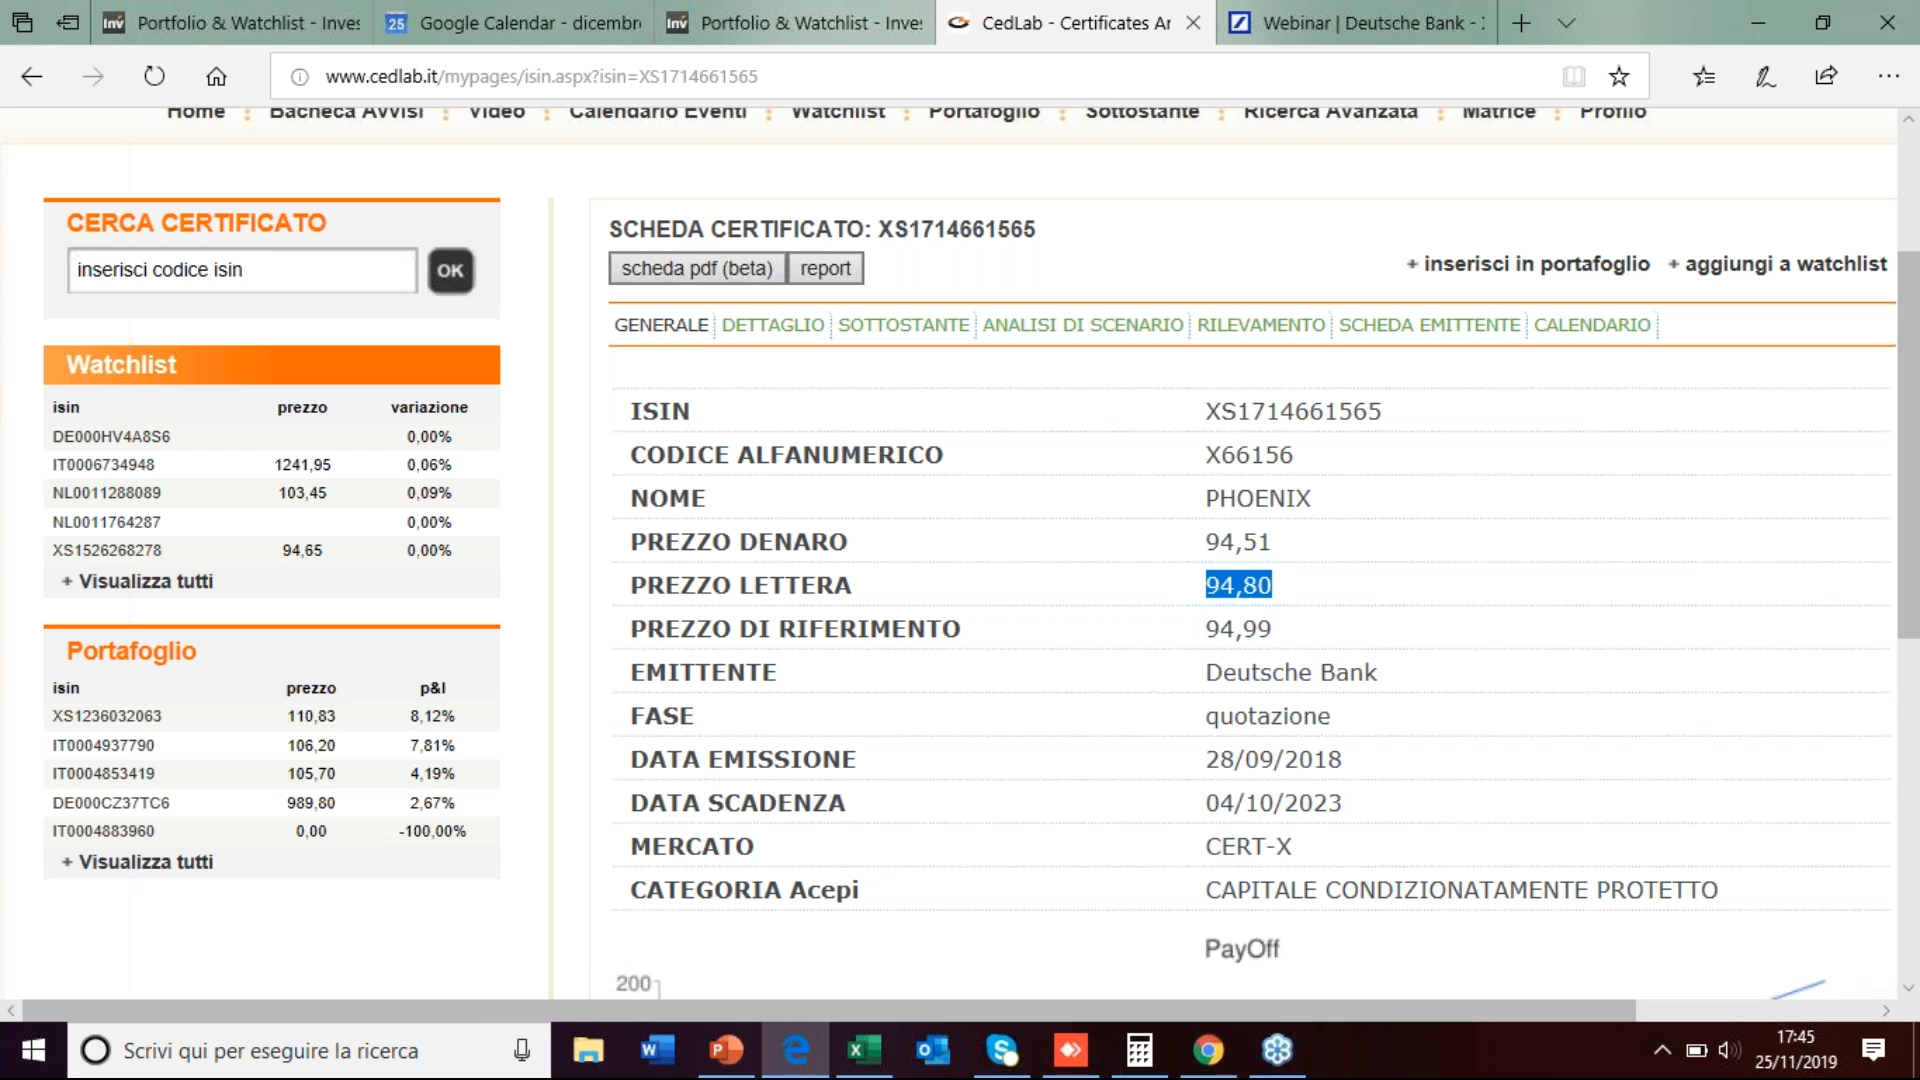 Portfolio & Watchlist - Inves
25 Google Calendar - dicembre
Portfolio & Watchlist - Inves
CedLab - Certificates Ar
Webinar | Deutsche Bank -
www.cedlab.it/mypages/isin.aspx?isin=XS1714661565
Home Bacheca Avvisi Video Calendario Eventi Watchlist Portafoglio Sottostante Ricerca Avanzata Matrice Profilo
CERCA CERTIFICATO
inserisci codice isin OK
Watchlist
isin prezzo variazione
DE000HV4A8S6 0,00%
IT0006734948 1241,95 0,06%
NL0011288089 103,45 0,09%
NL0011764287 0,00%
XS1526268278 94,65 0,00%
+ Visualizza tutti
Portafoglio
isin prezzo p&l
XS1236032063 110,83 8,12%
IT0004937790 106,20 7,81%
IT0004853419 105,70 4,19%
DE000CZ37TC6 989,80 2,67%
IT0004883960 0,00 -100,00%
+ Visualizza tutti
SCHEDA CERTIFICATO: XS1714661565
scheda pdf (beta) report
+ inserisci in portafoglio + aggiungi a watchlist
GENERALE DETTAGLIO SOTTOSTANTE ANALISI DI SCENARIO RILEVAMENTO SCHEDA EMITTENTE CALENDARIO
ISIN XS1714661565
CODICE ALFANUMERICO X66156
NOME PHOENIX
PREZZO DENARO 94,51
PREZZO LETTERA 94,80
PREZZO DI RIFERIMENTO 94,99
EMITTENTE Deutsche Bank
FASE quotazione
DATA EMISSIONE 28/09/2018
DATA SCADENZA 04/10/2023
MERCATO CERT-X
CATEGORIA Acepi CAPITALE CONDIZIONATAMENTE PROTETTO
PayOff
200
Scrivi qui per eseguire la ricerca
17:45
25/11/2019